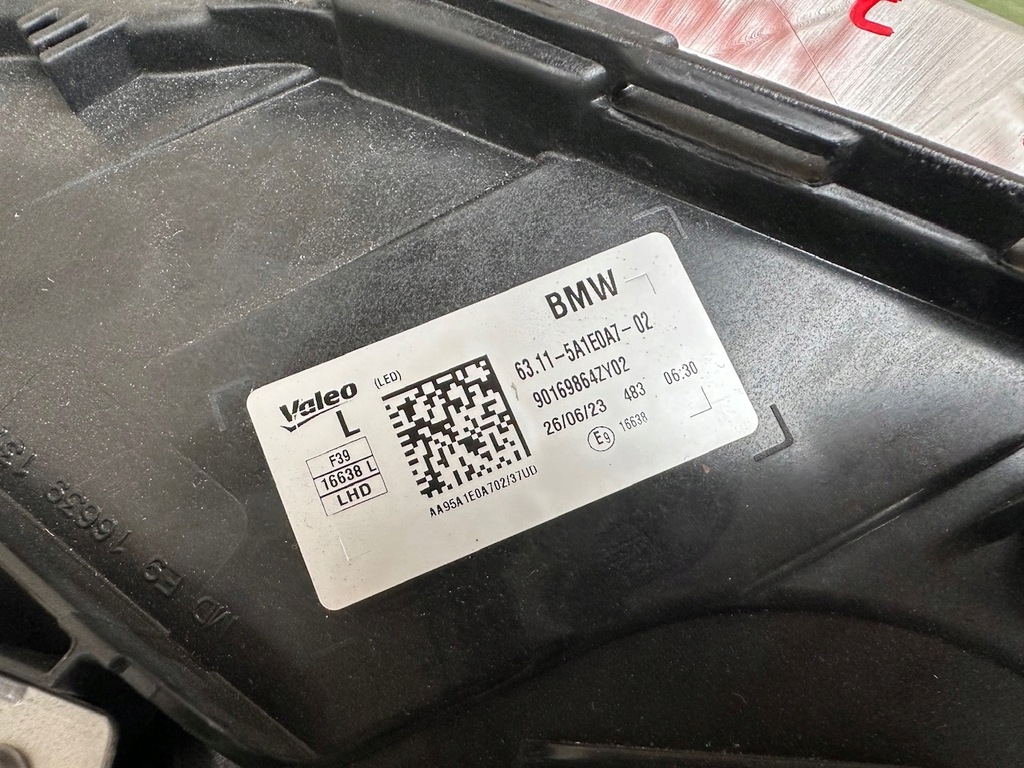 BMW
63.11-5A1E0A7-02
90169864ZY02
26/06/23 483 06:30
E9 16638
Valeo (LED)
L
F39
16638 L
LHD
AA95A1E0A702/37UD